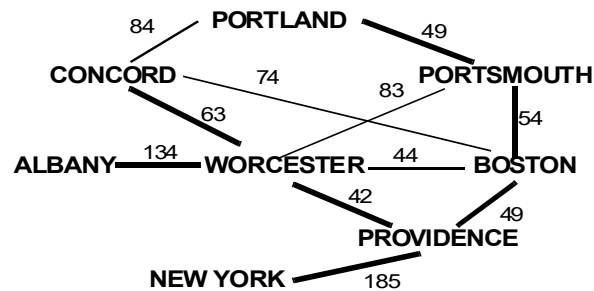 84 PORTLAND 49
CONCORD 74 83 PORTSMOUTH
63 54
ALBANY 134 WORCESTER 44 BOSTON
42 49
PROVIDENCE
NEW YORK 185